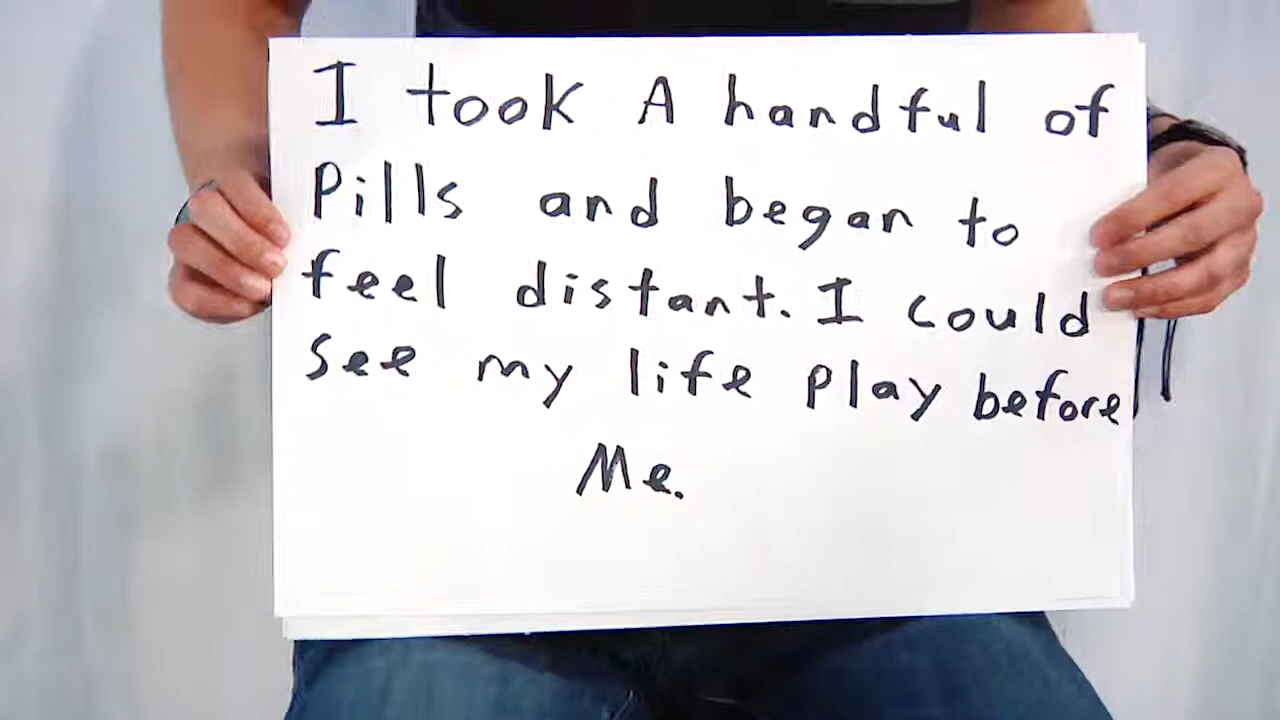 I took A handful of
Pills and began to
feel distant. I could
see my life play before
Me.